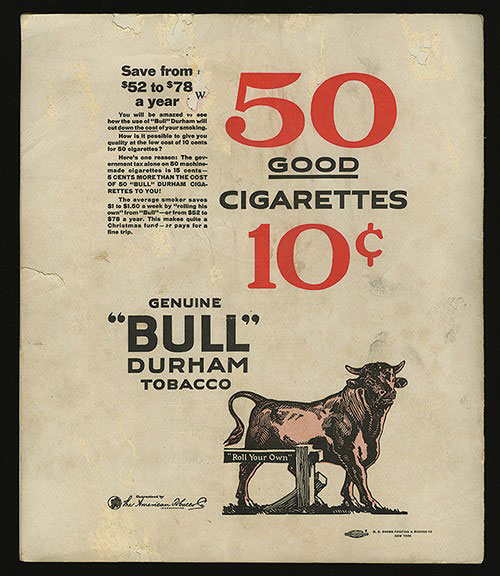 Save from
$52 to $78
a year
You will be amazed to see
how the use of "Bull" Durham will
cut down the cost of your smoking.
How is it possible to give you
quality at the low cost of 10 cents
for 50 cigarettes?
Here's one reason: The gov-
ernment tax alone on 50 machine-
made cigarettes is 15 cents—
5 CENTS MORE THAN THE COST
OF 50 "BULL" DURHAM CIGA-
RETTES TO YOU!
The average smoker saves
$1 to $1.50 a week by "rolling his
own" from "Bull"—or from $52 to
$78 a year. This makes quite a
Christmas fund—or pays for a
fine trip.
W
50
GOOD
CIGARETTES
10¢
GENUINE
"BULL"
DURHAM
TOBACCO
"Roll Your Own"
Guaranteed by
The American Tobacco Co
NEW YORK